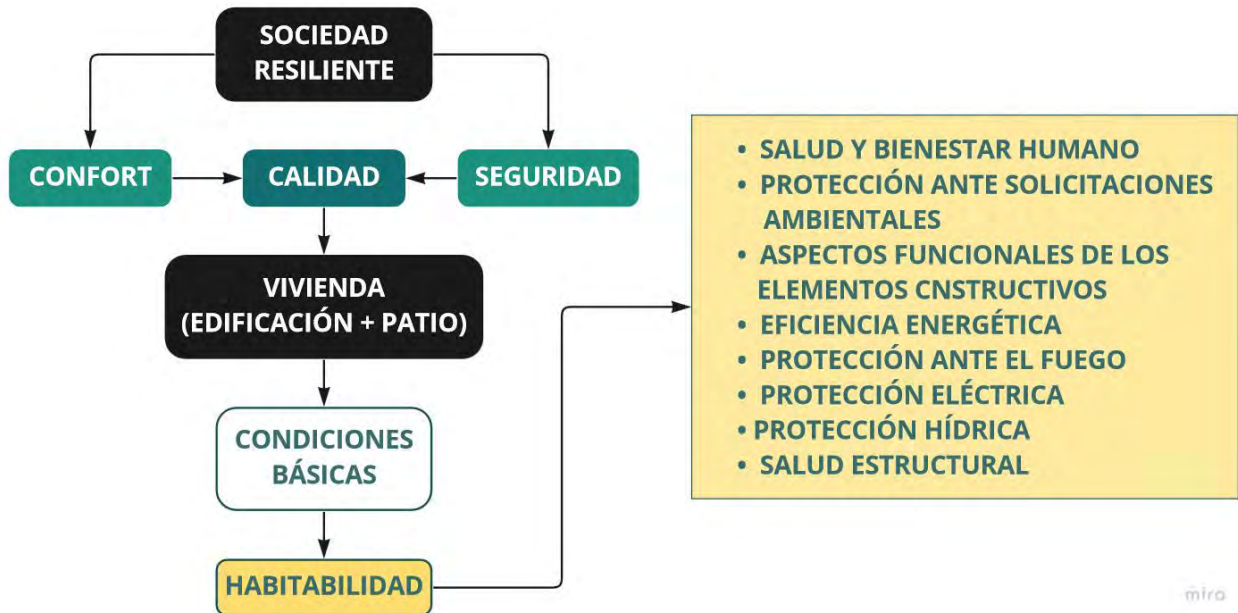 SOCIEDAD
RESILIENTE
CONFORT
CALIDAD
SEGURIDAD
VIVIENDA
(EDIFICACIÓN + PATIO)
CONDICIONES
BÁSICAS
HABITABILIDAD
• SALUD Y BIENESTAR HUMANO
• PROTECCIÓN ANTE SOLICITACIONES
AMBIENTALES
• ASPECTOS FUNCIONALES DE LOS
ELEMENTOS CNSTRUCTIVOS
• EFICIENCIA ENERGÉTICA
• PROTECCIÓN ANTE EL FUEGO
• PROTECCIÓN ELÉCTRICA
• PROTECCIÓN HÍDRICA
• SALUD ESTRUCTURAL
miro